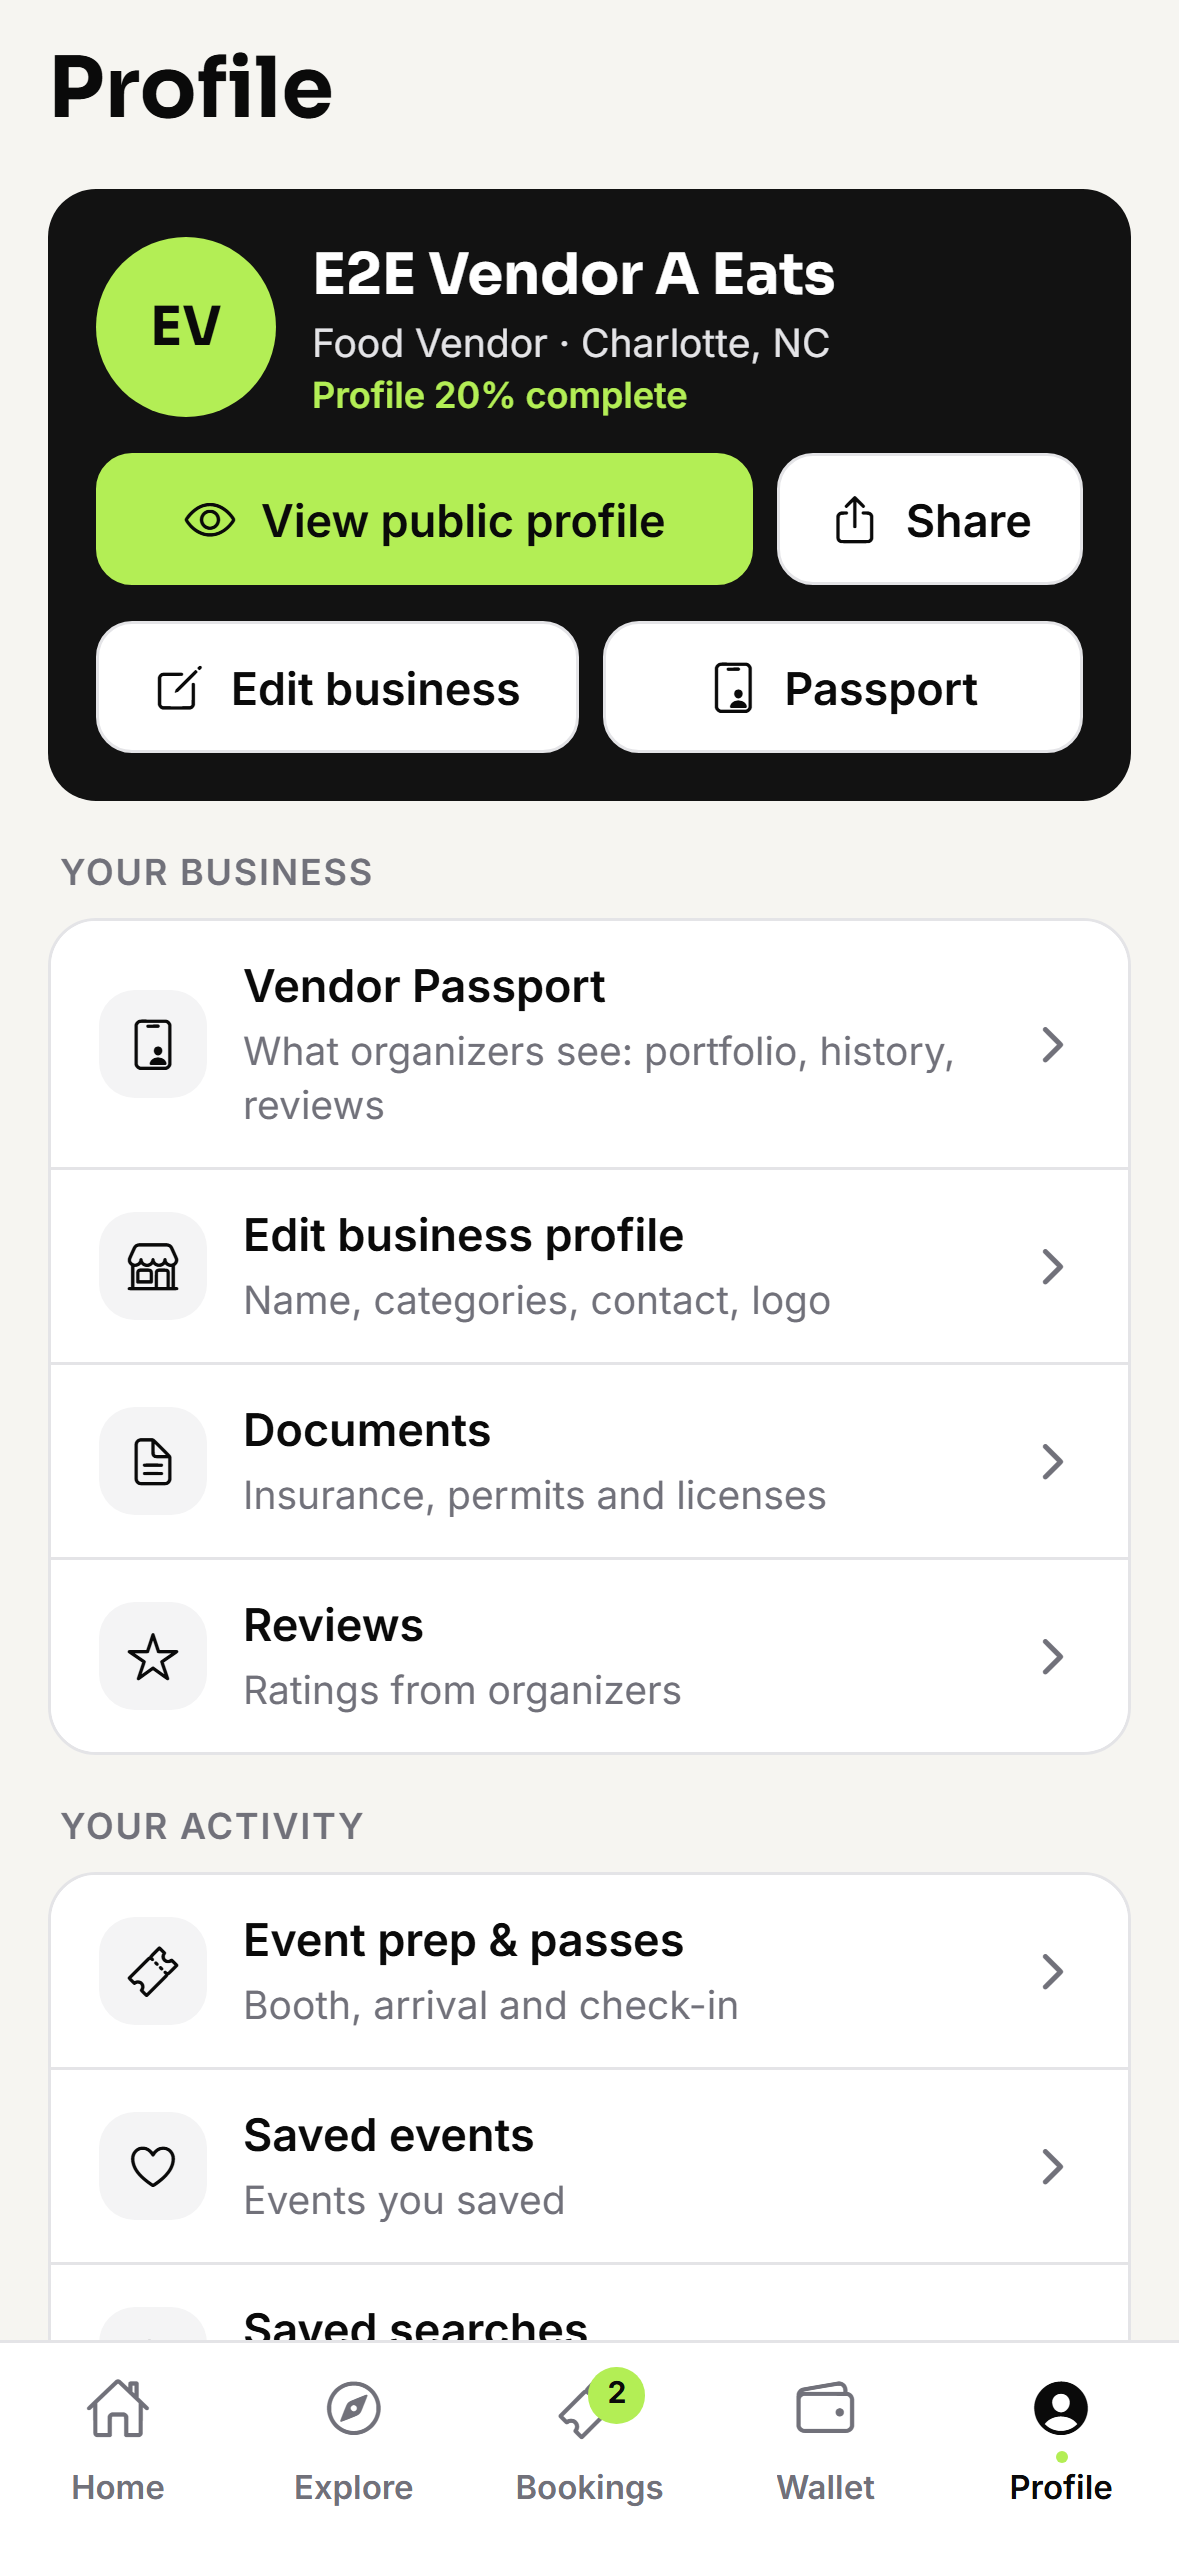 Profile
EV
E2E Vendor A Eats
Food Vendor · Charlotte, NC
Profile 20% complete
View public profile
Share
Edit business
Passport
YOUR BUSINESS
Vendor Passport
What organizers see: portfolio, history,
reviews
Edit business profile
Name, categories, contact, logo
Documents
Insurance, permits and licenses
Reviews
Ratings from organizers
YOUR ACTIVITY
Event prep & passes
Booth, arrival and check-in
Saved events
Events you saved
Saved searches
2
Home
Explore
Bookings
Wallet
Profile